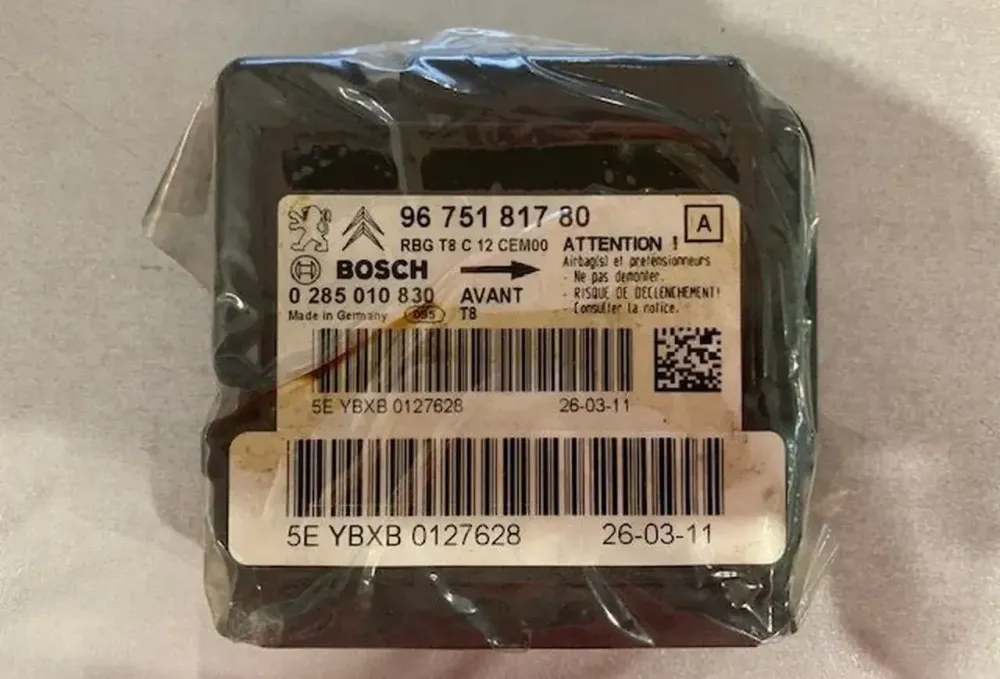 96 751 817 80
A
RBG T8 C 12 CEM00
ATTENTION !
Airbag(s) et pretensionneurs
- Ne pas demonter.
- RISQUE DE DECLENCHEMENT!
Consulter la notice.
BOSCH
0 285 010 830
AVANT
Made in Germany
T8
5E YBXB 0127628 26-03-11
5E YBXB 0127628 26-03-11